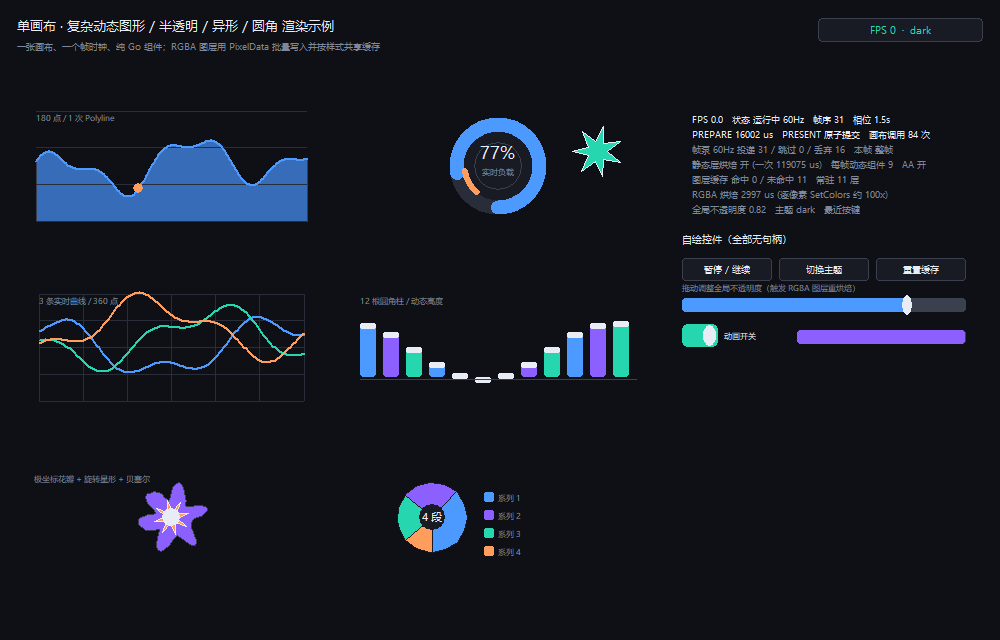 单画布 · 复杂动态图形 / 半透明 / 异形 / 圆角 渲染示例
一张画布、一个帧时钟、纯 Go 组件；RGBA 图层用 PixelData 批量写入并按样式共享缓存
FPS 0 · dark
180 点 / 1 次 Polyline
77%
实时负载
FPS 0.0 状态 运行中 60Hz 帧序 31 相位 1.5s
PREPARE 16002 us PRESENT 原子提交 画布调用 84 次
帧泵 60Hz 投递 31 / 跳过 0 / 丢弃 16 本帧 整帧
静态层烘焙 开 (一次 119075 us) 每帧动态组件 9 AA 开
图层缓存 命中 0 / 未命中 11 常驻 11 层
RGBA 烘焙 2997 us (逐像素 SetColors 约 100x)
全局不透明度 0.82 主题 dark 最近按键
自绘控件（全部无句柄）
暂停 / 继续
切换主题
重置缓存
拖动调整全局不透明度（触发 RGBA 图层重烘焙）
动画开关
3 条实时曲线 / 360 点
12 根圆角柱 / 动态高度
极坐标花瓣 + 旋转星形 + 贝塞尔
4 段
系列 1
系列 2
系列 3
系列 4